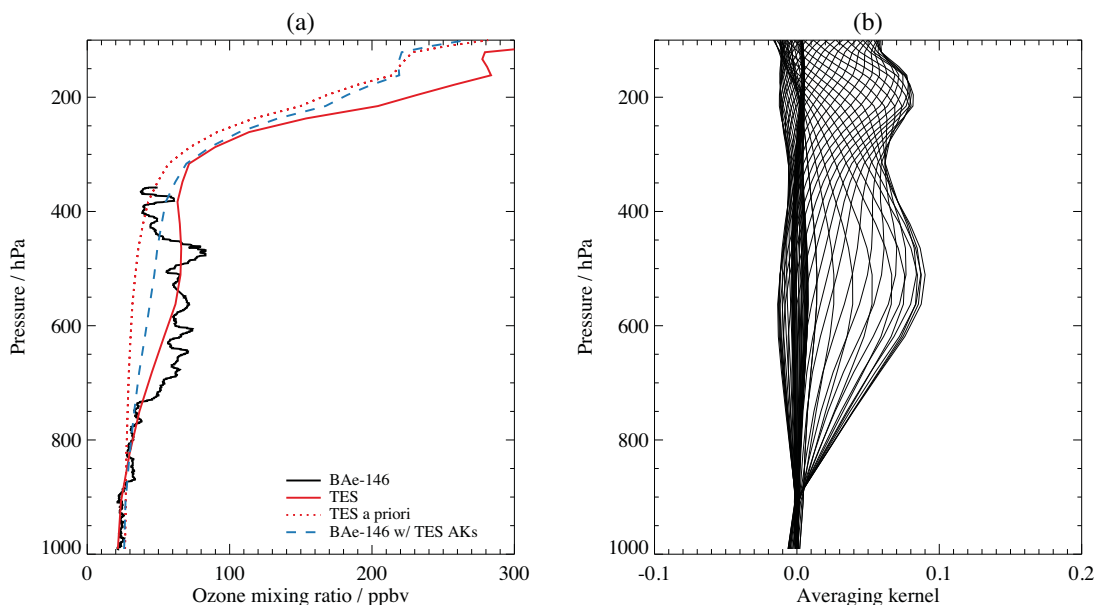 (a)
200
400
600
800
1000
Pressure / hPa
BAe-146
TES
TES a priori
BAe-146 w/ TES AKs
0
100
200
300
Ozone mixing ratio / ppbv
(b)
200
400
600
800
1000
Pressure / hPa
-0.1
0.0
0.1
0.2
Averaging kernel